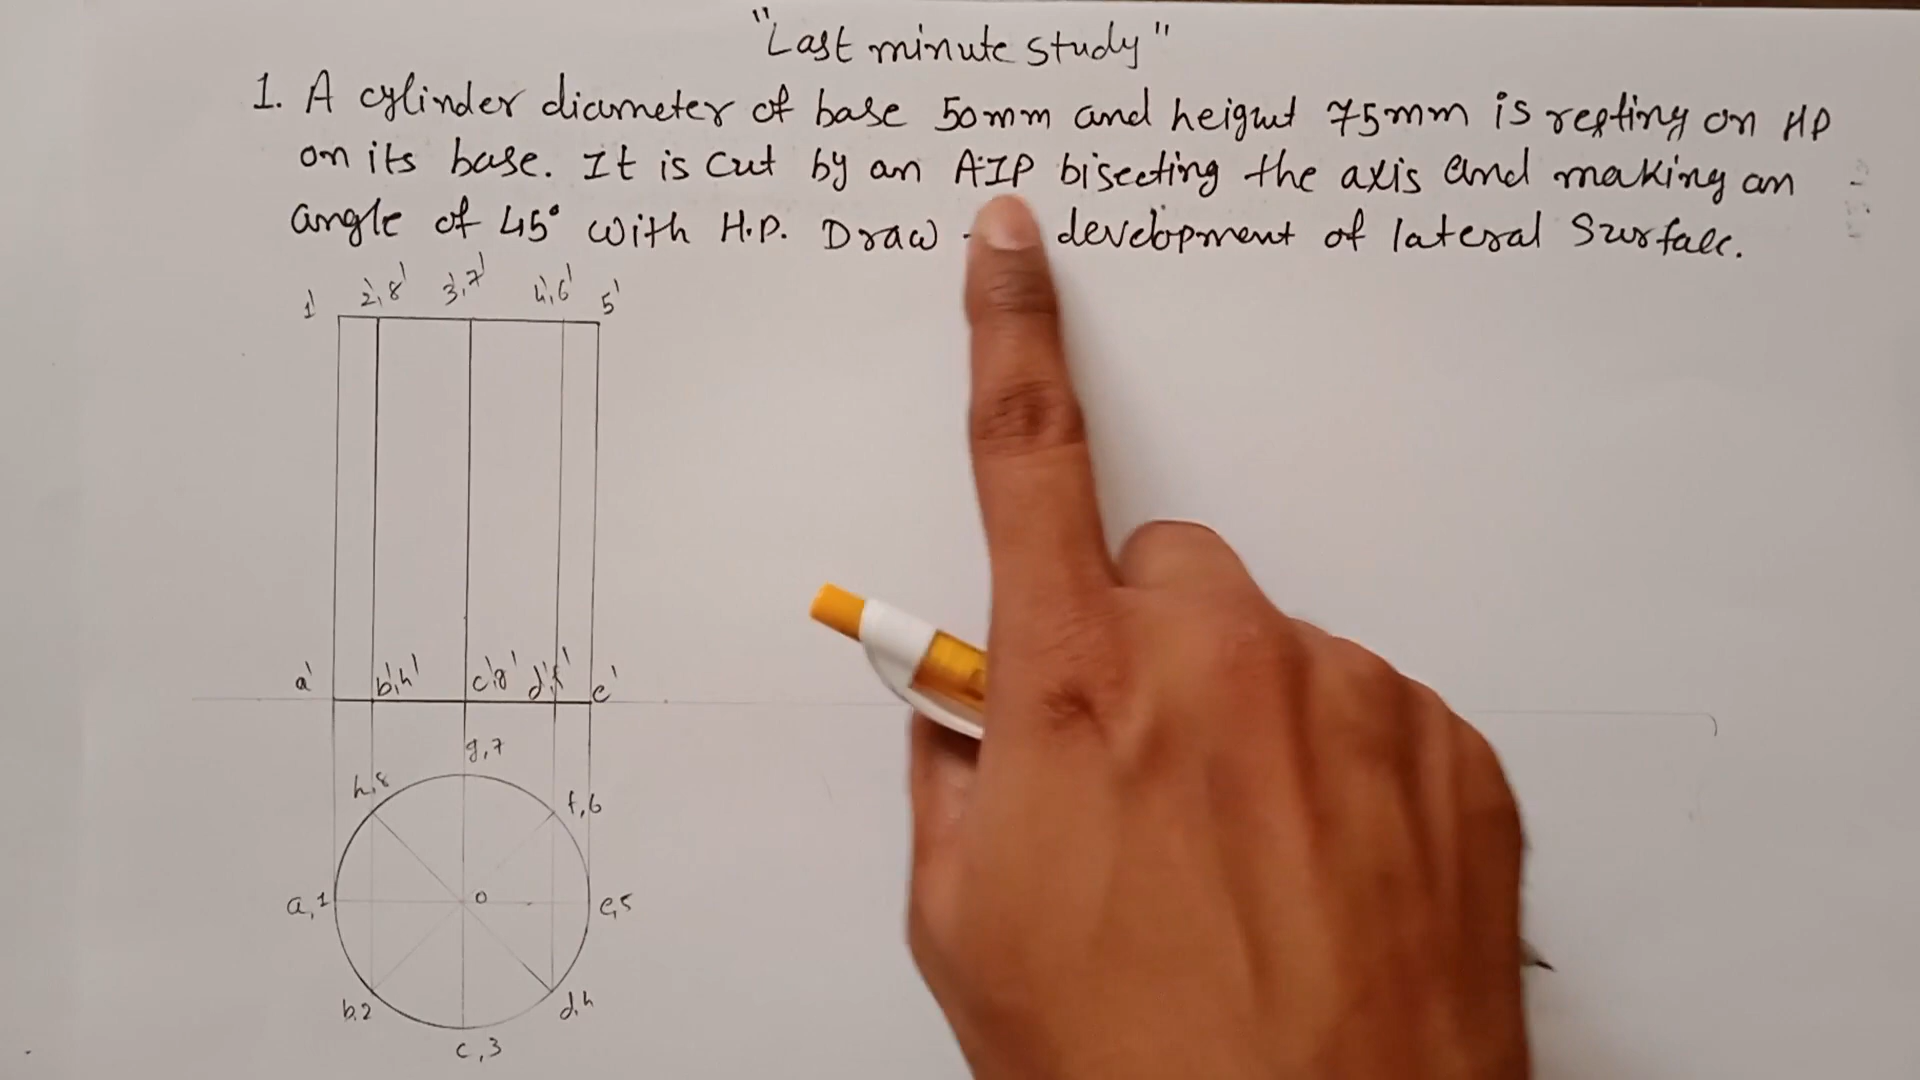 "Last minute study"
1. A cylinder diameter of base 50mm and height 75mm is resting on HP
on its base. It is cut by an AIP bisecting the axis and making an
angle of 45° with H.P. Draw development of lateral Surface.
1' 2',8' 3',7' 4',6' 5'
a' b',h' c',g' d',f' e'
g,7
h,8 f,6
a,1 o e,5
b,2 d,4
c,3